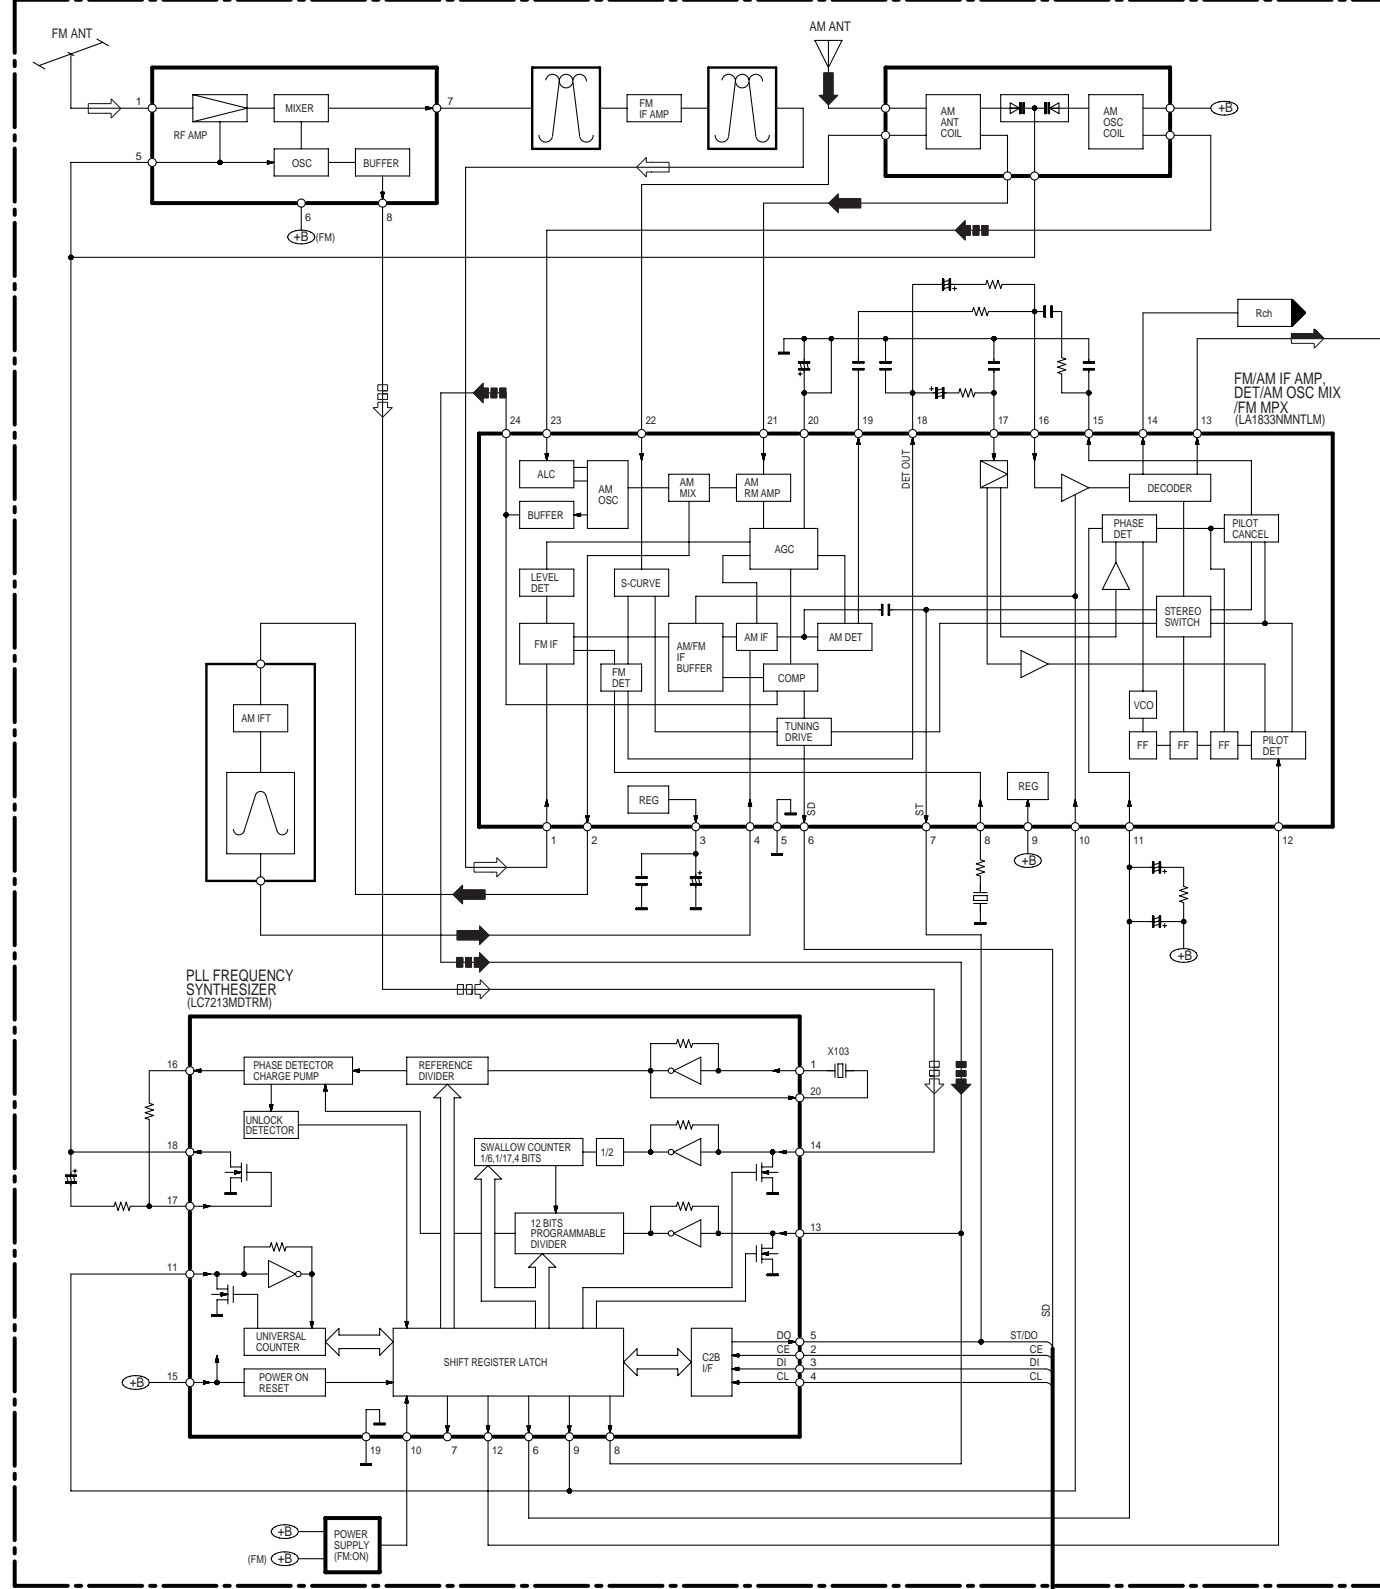 FM ANT
AM ANT
1
RF AMP
MIXER
7
5
OSC
BUFFER
6
8
+B (FM)
FM
IF AMP
AM
ANT
COIL
AM
OSC
COIL
+B
Rch
FM/AM IF AMP,
DET/AM OSC MIX
/FM MPX
(LA1833NMNTLM)
24
23
22
21
20
19
18
17
16
15
14
13
DET OUT
ALC
AM
OSC
AM
MIX
AM
RM AMP
BUFFER
DECODER
AGC
PHASE
DET
PILOT
CANCEL
LEVEL
DET
S-CURVE
STEREO
SWITCH
FM IF
AM/FM
IF
BUFFER
AM IF
AM DET
FM
DET
COMP
VCO
TUNING
DRIVE
FF
FF
FF
PILOT
DET
REG
SD
ST
REG
1
2
3
4
5
6
7
8
9
10
11
12
+B
+B
AM IFT
PLL FREQUENCY
SYNTHESIZER
(LC7213MDTRM)
16
PHASE DETECTOR
CHARGE PUMP
REFERENCE
DIVIDER
1
X103
20
UNLOCK
DETECTOR
18
SWALLOW COUNTER
1/6,1/17,4 BITS
1/2
14
17
12 BITS
PROGRAMMABLE
DIVIDER
13
11
UNIVERSAL
COUNTER
SHIFT REGISTER LATCH
C2B
I/F
SD
DO 5 ST/DO
CE 2 CE
DI 3 DI
CL 4 CL
+B 15
POWER ON
RESET
19
10
7
12
6
9
8
+B
(FM) +B
POWER
SUPPLY
(FM:ON)